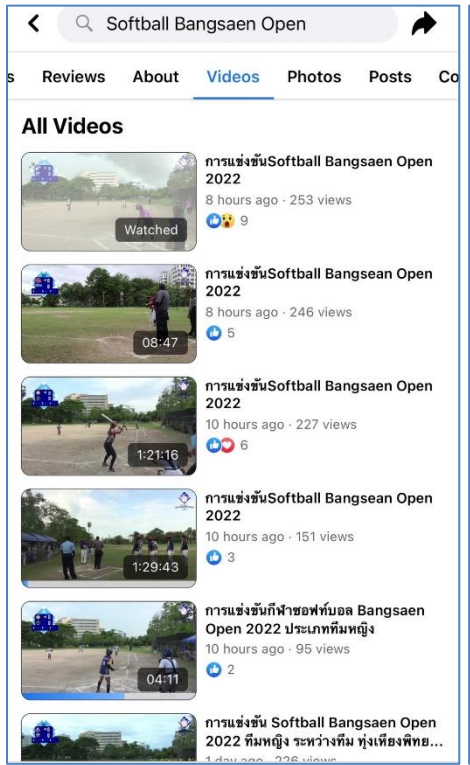 Softball Bangsaen Open
s Reviews About Videos Photos Posts Co
All Videos
การแข่งขันSoftball Bangsaen Open
2022
8 hours ago · 253 views
9
Watched
การแข่งขันSoftball Bangsean Open
2022
8 hours ago · 246 views
5
08:47
การแข่งขันSoftball Bangsaen Open
2022
10 hours ago · 227 views
6
1:21:16
การแข่งขันSoftball Bangsean Open
2022
10 hours ago · 151 views
3
1:29:43
การแข่งขันกีฬาซอฟท์บอล Bangsaen
Open 2022 ประเภททีมหญิง
10 hours ago · 95 views
2
04:11
การแข่งขัน Softball Bangsaen Open
2022 ทีมหญิง ระหว่างทีม ทุ่งเหียงพิทย...
1 day ago · 226 views